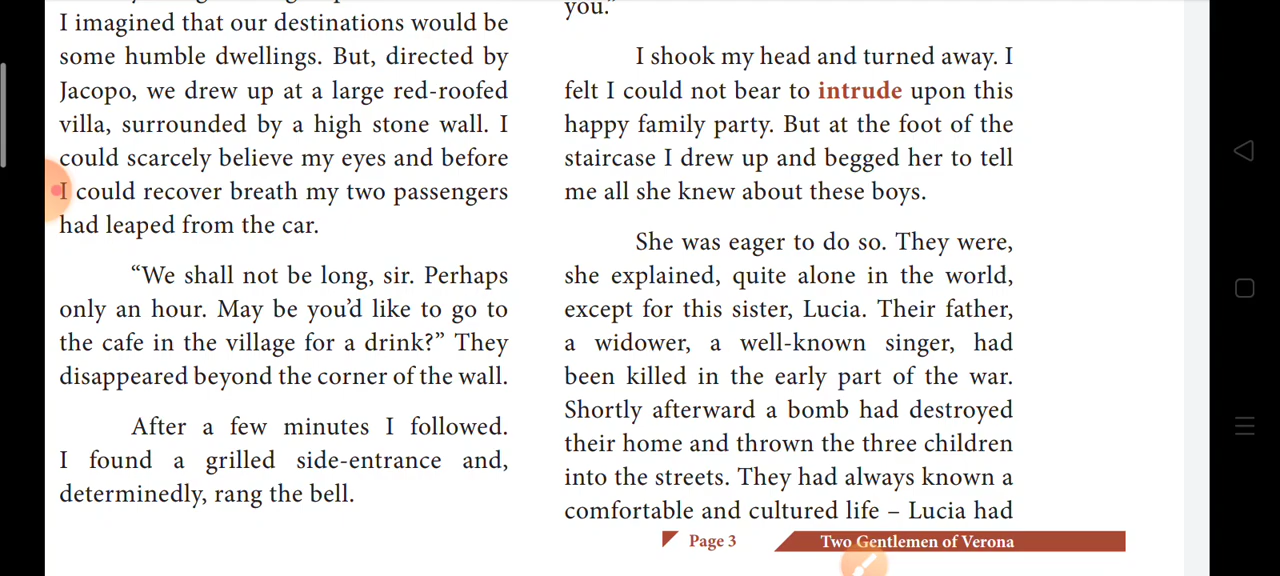 I imagined that our destinations would be
some humble dwellings. But, directed by
Jacopo, we drew up at a large red-roofed
villa, surrounded by a high stone wall. I
could scarcely believe my eyes and before
I could recover breath my two passengers
had leaped from the car.
“We shall not be long, sir. Perhaps
only an hour. May be you’d like to go to
the cafe in the village for a drink?” They
disappeared beyond the corner of the wall.
After a few minutes I followed.
I found a grilled side-entrance and,
determinedly, rang the bell.
you.”
I shook my head and turned away. I
felt I could not bear to intrude upon this
happy family party. But at the foot of the
staircase I drew up and begged her to tell
me all she knew about these boys.
She was eager to do so. They were,
she explained, quite alone in the world,
except for this sister, Lucia. Their father,
a widower, a well-known singer, had
been killed in the early part of the war.
Shortly afterward a bomb had destroyed
their home and thrown the three children
into the streets. They had always known a
comfortable and cultured life – Lucia had
Page 3
Two Gentlemen of Verona